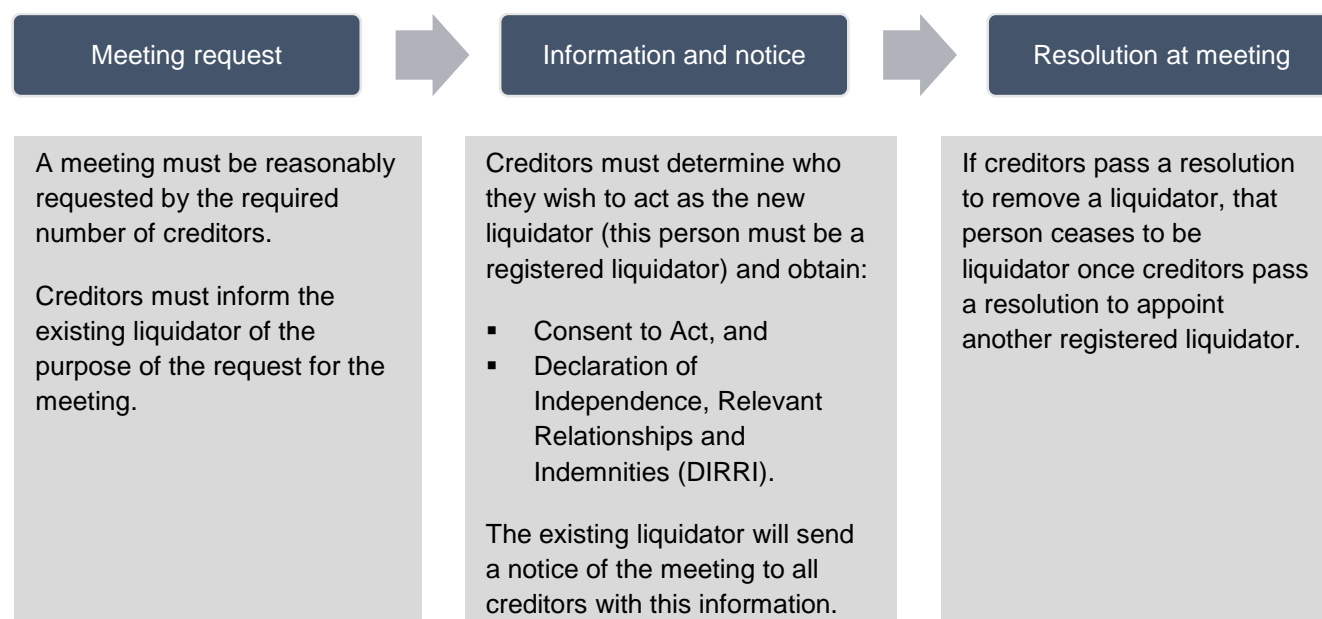 Meeting request
Information and notice
Resolution at meeting
A meeting must be reasonably
requested by the required
number of creditors.
Creditors must inform the
existing liquidator of the
purpose of the request for the
meeting.
Creditors must determine who
they wish to act as the new
liquidator (this person must be a
registered liquidator) and obtain:
▪ Consent to Act, and
▪ Declaration of
Independence, Relevant
Relationships and
Indemnities (DIRRI).
The existing liquidator will send
a notice of the meeting to all
creditors with this information.
If creditors pass a resolution
to remove a liquidator, that
person ceases to be
liquidator once creditors pass
a resolution to appoint
another registered liquidator.